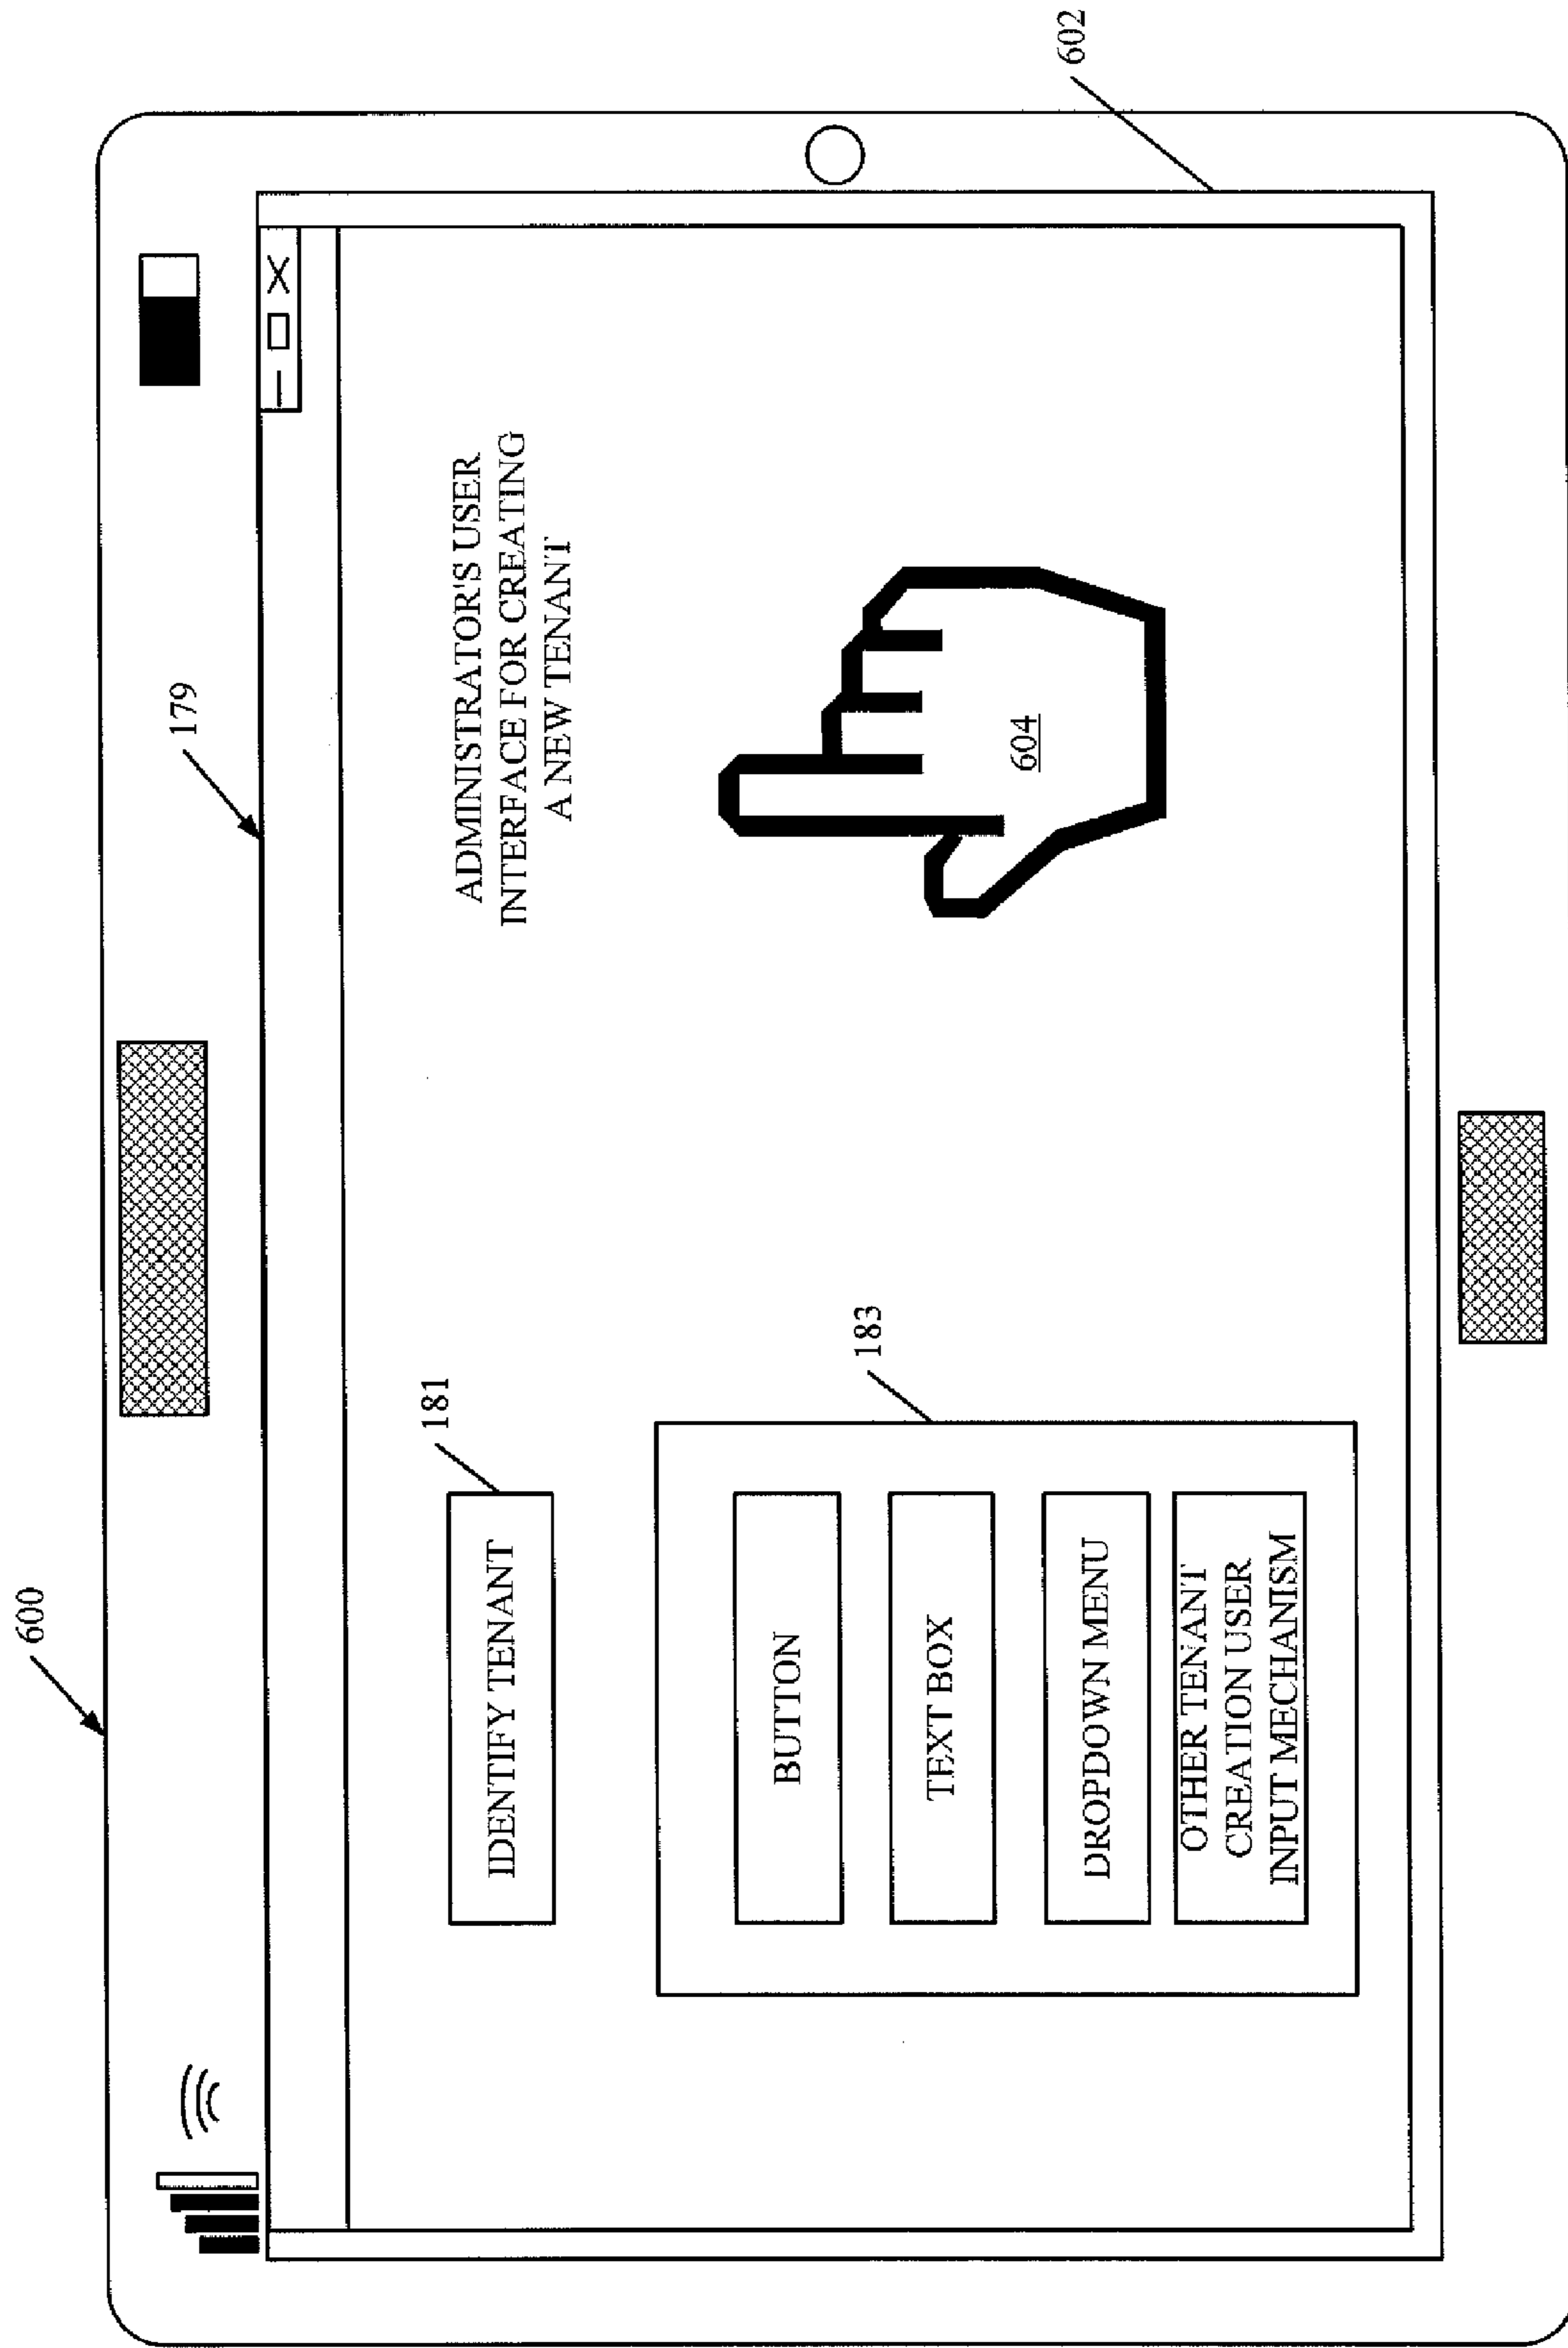 600
179
602
181
IDENTIFY TENANT
ADMINISTRATOR'S USER
INTERFACE FOR CREATING
A NEW TENANT
183
BUTTON
TEXT BOX
DROPDOWN MENU
OTHER TENANT
CREATION USER
INPUT MECHANISM
604